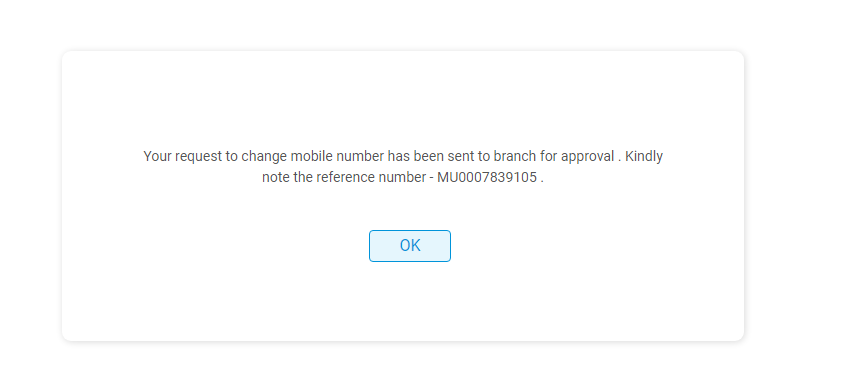 Your request to change mobile number has been sent to branch for approval . Kindly
note the reference number - MU0007839105 .
OK